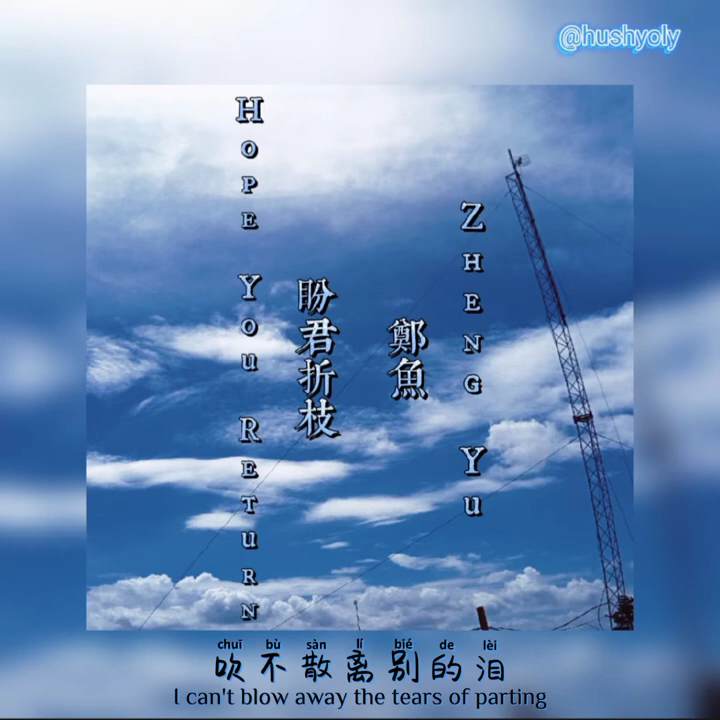 @hushyoly
Hope You Return
盼君折枝
鄭魚
Zheng Yu
chuī bù sàn lí bié de lèi
吹不散离别的泪
I can't blow away the tears of parting